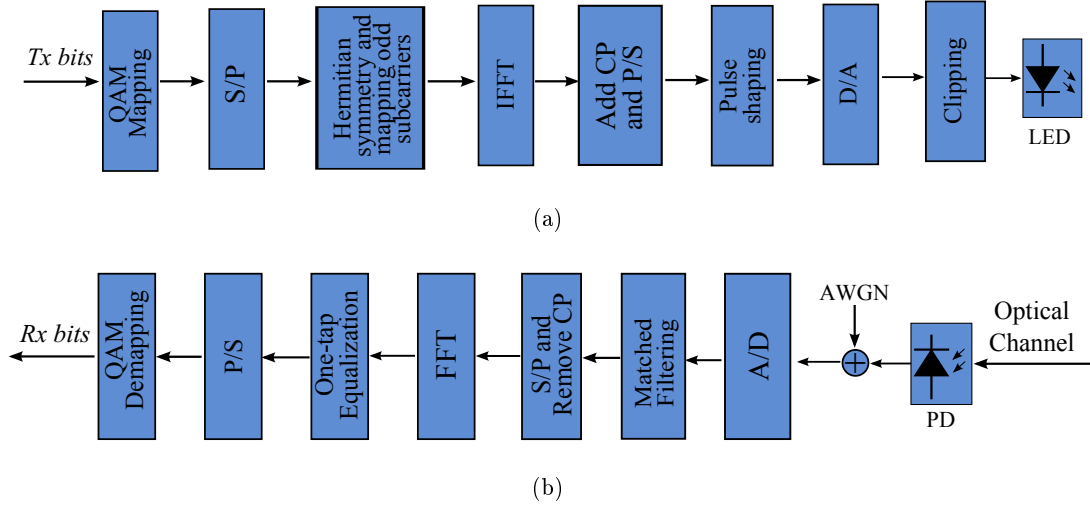 Tx bits
QAM
Mapping
S/P
Hermitian
symmetry and
mapping odd
subcarriers
IFFT
Add CP
and P/S
Pulse
shaping
D/A
Clipping
LED
(a)
Rx bits
QAM
Demapping
P/S
One-tap
Equalization
FFT
S/P and
Remove CP
Matched
Filtering
A/D
AWGN
PD
Optical
Channel
(b)